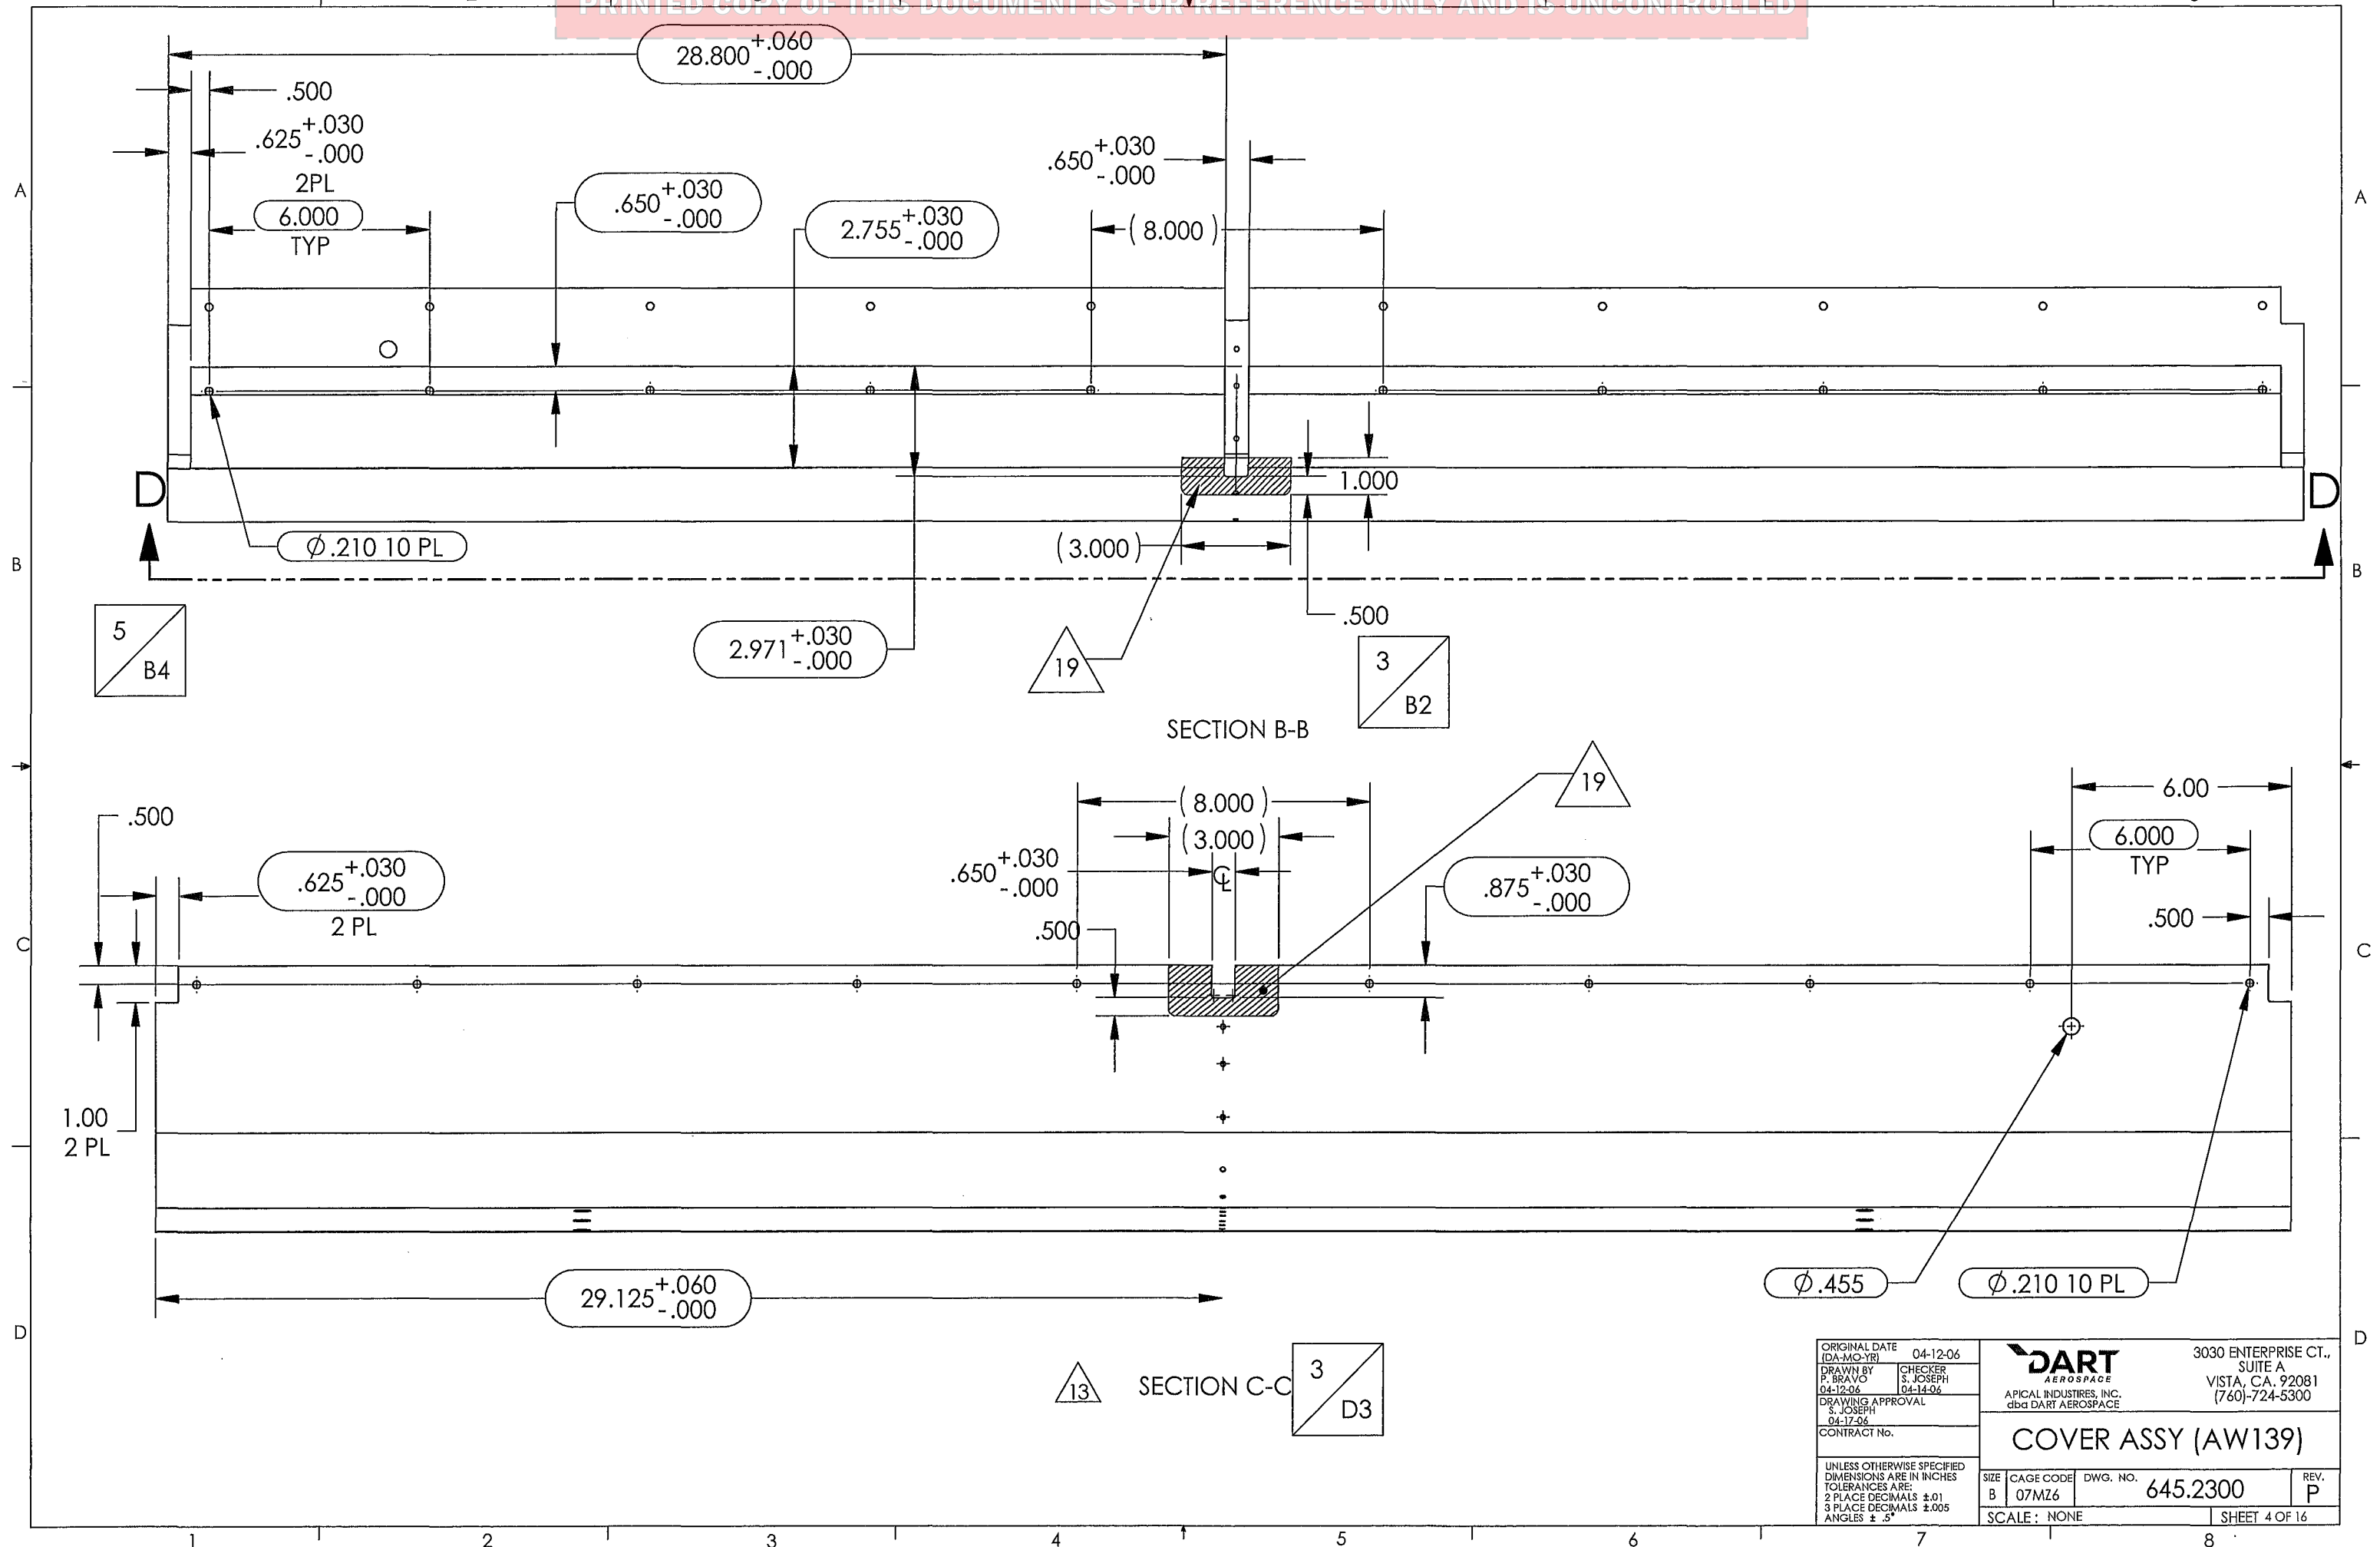 PRINTED COPY OF THIS DOCUMENT IS FOR REFERENCE ONLY AND IS UNCONTROLLED
28.800 +.060 -.000
.500
.625 +.030 -.000
2PL
6.000
TYP
.650 +.030 -.000
2.755 +.030 -.000
.650 +.030 -.000
(8.000)
A
A
D
D
1.000
Ø.210 10 PL
(3.000)
B
B
.500
5
B4
2.971 +.030 -.000
19
3
B2
SECTION B-B
19
(8.000)
6.00
.500
(3.000)
6.000
TYP
.625 +.030 -.000
2 PL
.650 +.030 -.000
℄
.875 +.030 -.000
.500
.500
C
C
1.00
2 PL
Ø.455
Ø.210 10 PL
29.125 +.060 -.000
D
D
13
SECTION C-C
3
D3
ORIGINAL DATE
(DA-MO-YR) 04-12-06
DRAWN BY
P. BRAVO
04-12-06
CHECKER
S. JOSEPH
04-14-06
DRAWING APPROVAL
S. JOSEPH
04-17-06
CONTRACT No.
UNLESS OTHERWISE SPECIFIED
DIMENSIONS ARE IN INCHES
TOLERANCES ARE:
2 PLACE DECIMALS ±.01
3 PLACE DECIMALS ±.005
ANGLES ± .5°
DART
AEROSPACE
APICAL INDUSTIRES, INC.
dba DART AEROSPACE
3030 ENTERPRISE CT.,
SUITE A
VISTA, CA. 92081
(760)-724-5300
COVER ASSY (AW139)
SIZE
B
CAGE CODE
07MZ6
DWG. NO. 645.2300
REV.
P
SCALE: NONE
SHEET 4 OF 16
1 2 3 4 5 6 7 8